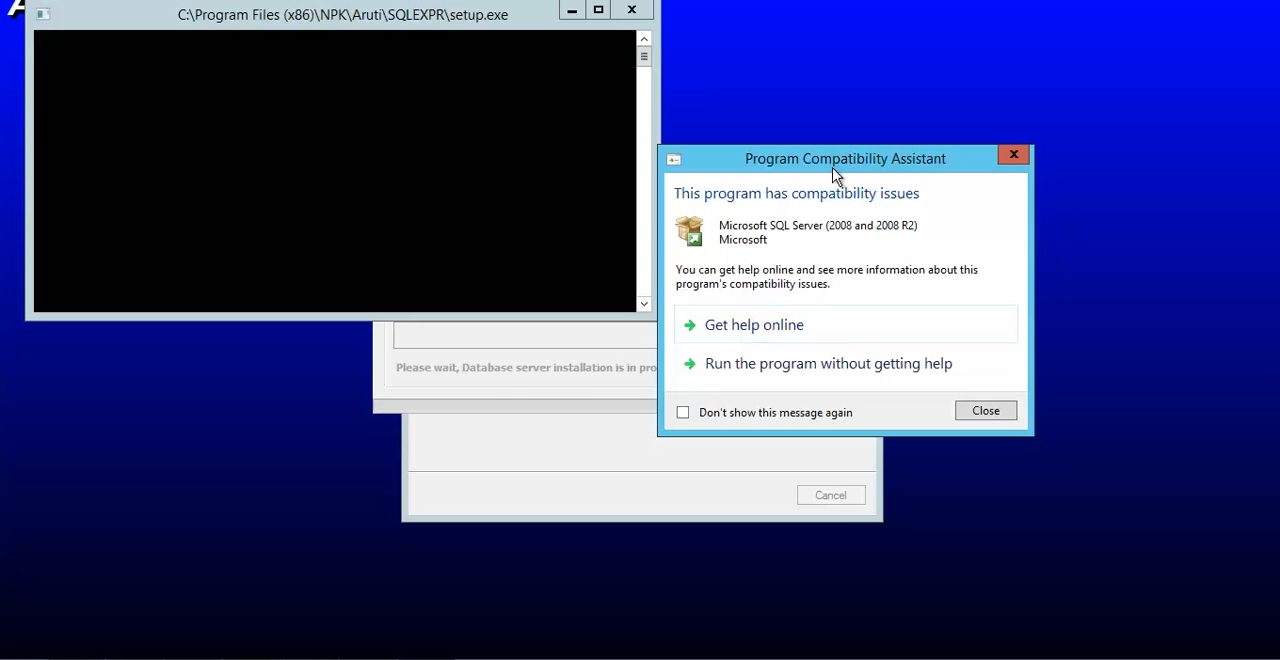 C:\Program Files (x86)\NPK\Aruti\SQLEXPR\setup.exe
Program Compatibility Assistant
This program has compatibility issues
Microsoft SQL Server (2008 and 2008 R2)
Microsoft
You can get help online and see more information about this
program's compatibility issues.
Get help online
Run the program without getting help
Don't show this message again
Close
Please wait, Database server installation is in
Cancel